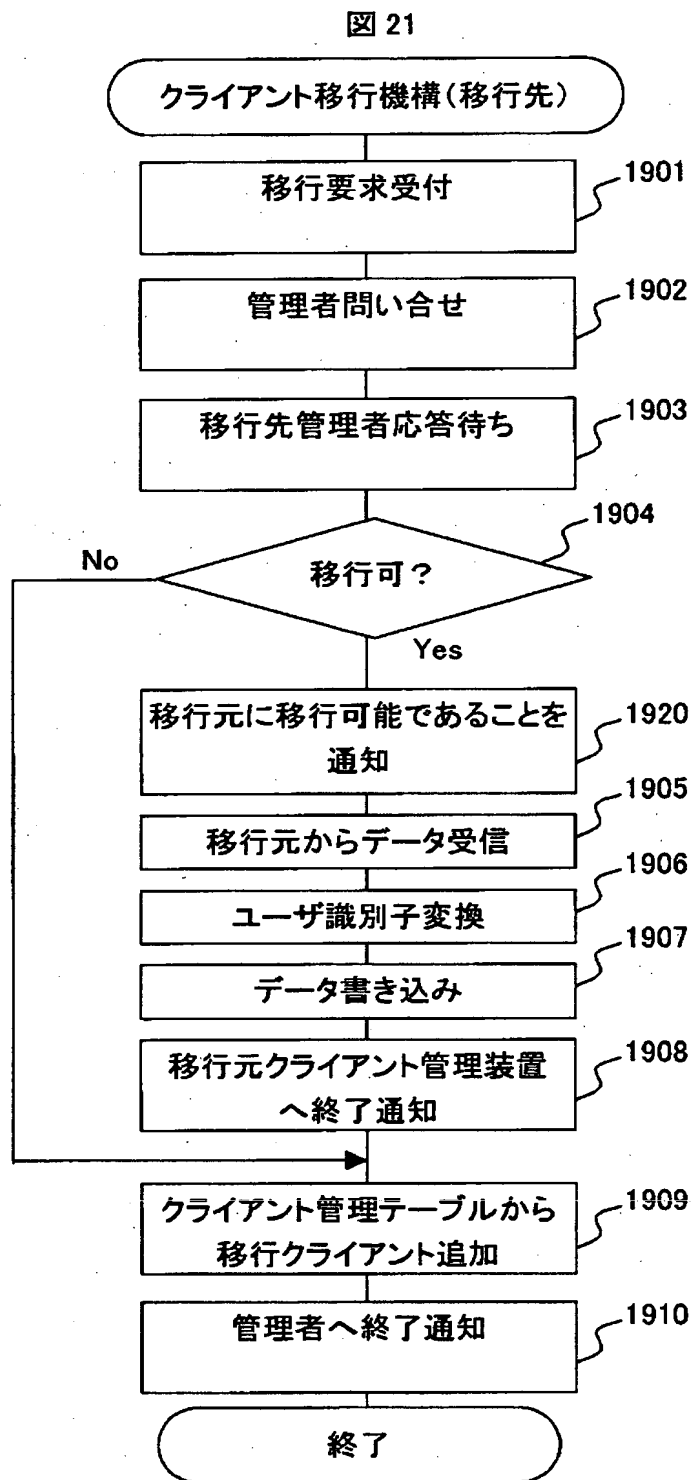 図 21
クライアント移行機構(移行先)
移行要求受付
1901
管理者問い合せ
1902
移行先管理者応答待ち
1903
1904
移行可?
No
Yes
移行元に移行可能であることを
通知
1920
移行元からデータ受信
1905
ユーザ識別子変換
1906
データ書き込み
1907
移行元クライアント管理装置
へ終了通知
1908
クライアント管理テーブルから
移行クライアント追加
1909
管理者へ終了通知
1910
終了